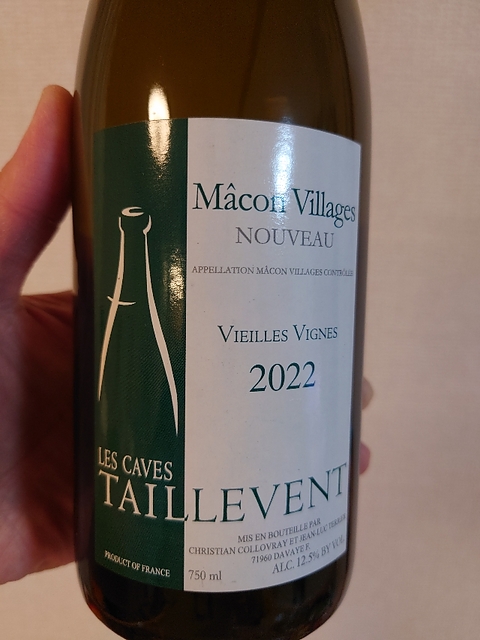 Mâcon Villages
NOUVEAU
APPELLATION MÂCON VILLAGES CONTRÔLÉE
VIEILLES VIGNES
2022
LES CAVES
TAILLEVENT
MIS EN BOUTEILLE PAR
CHRISTIAN COLLOVRAY ET JEAN-LUC TERRIER
71960 DAVAYE F.
ALC. 12.5% BY VOL.
750 ml
PRODUCT OF FRANCE